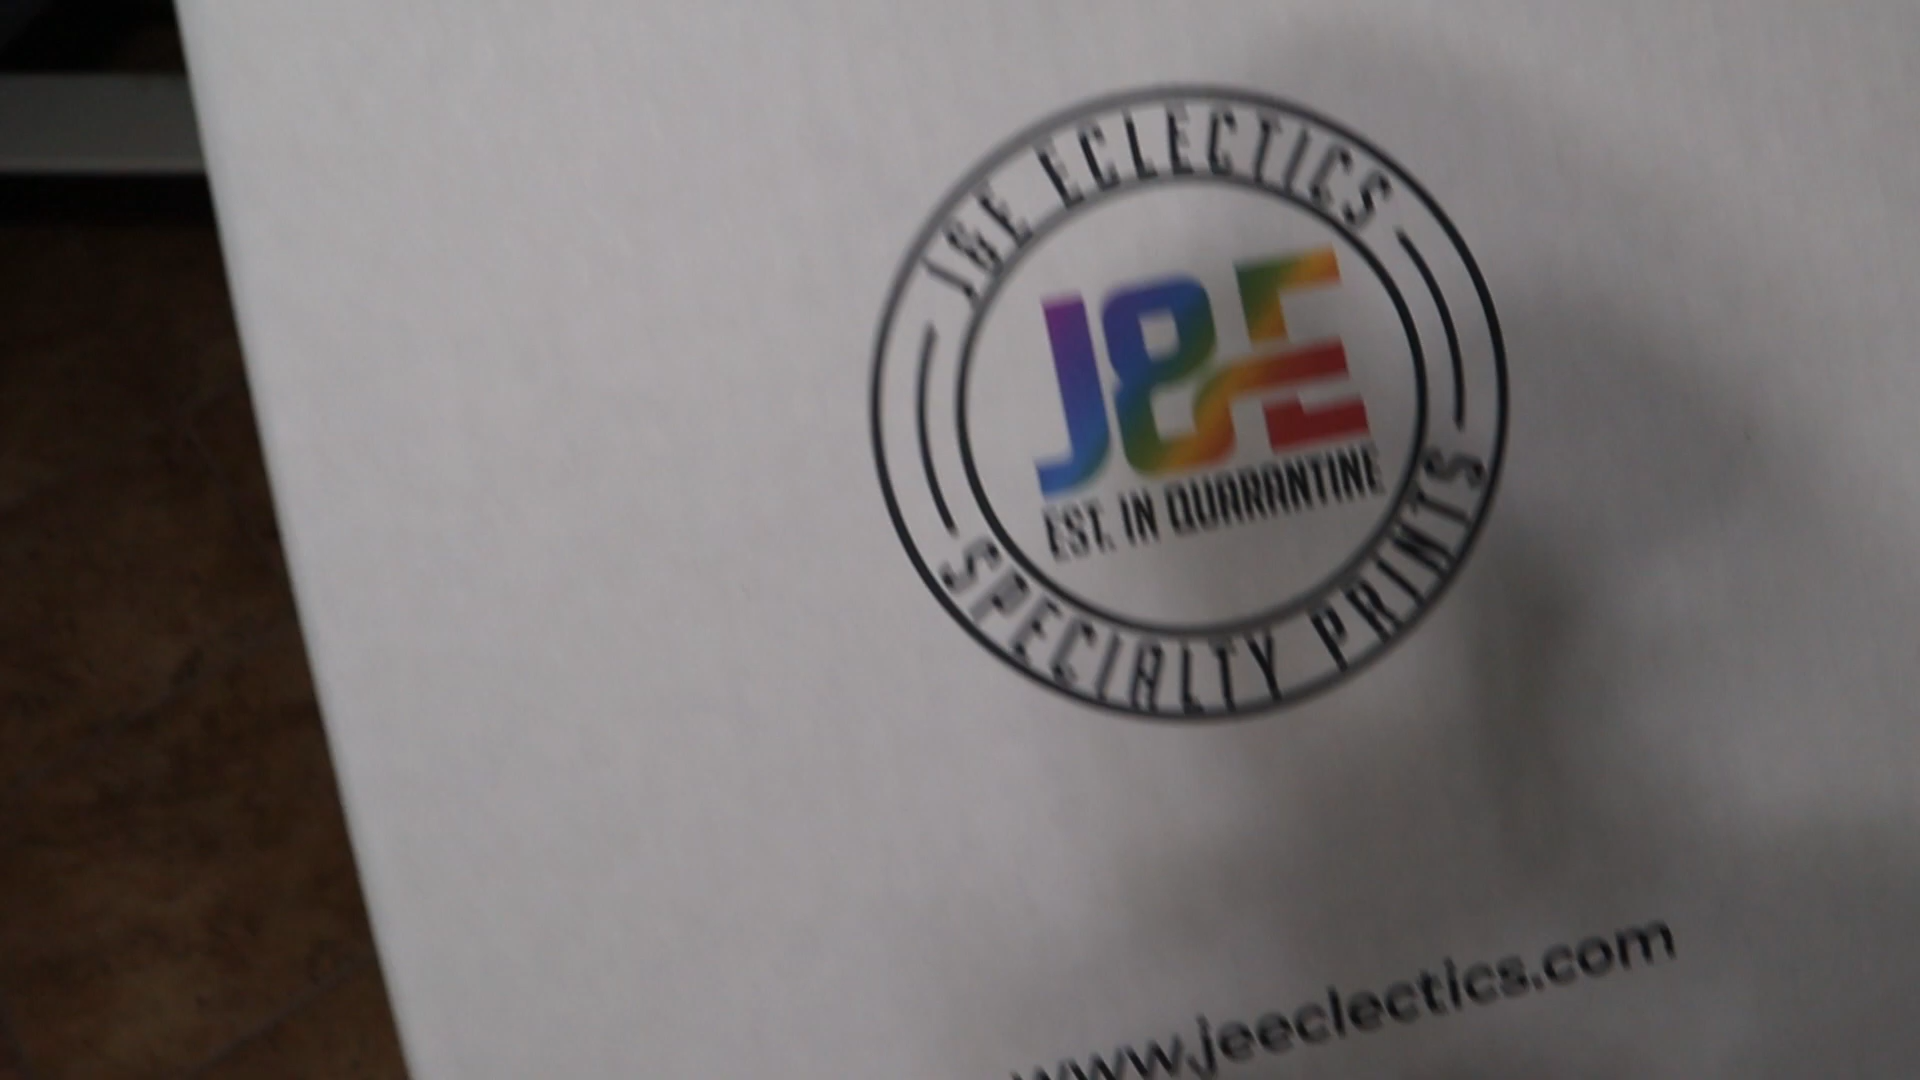 J&E ECLECTICS
J&E
EST. IN QUARANTINE
SPECIALTY PRINTS
www.jeeclectics.com